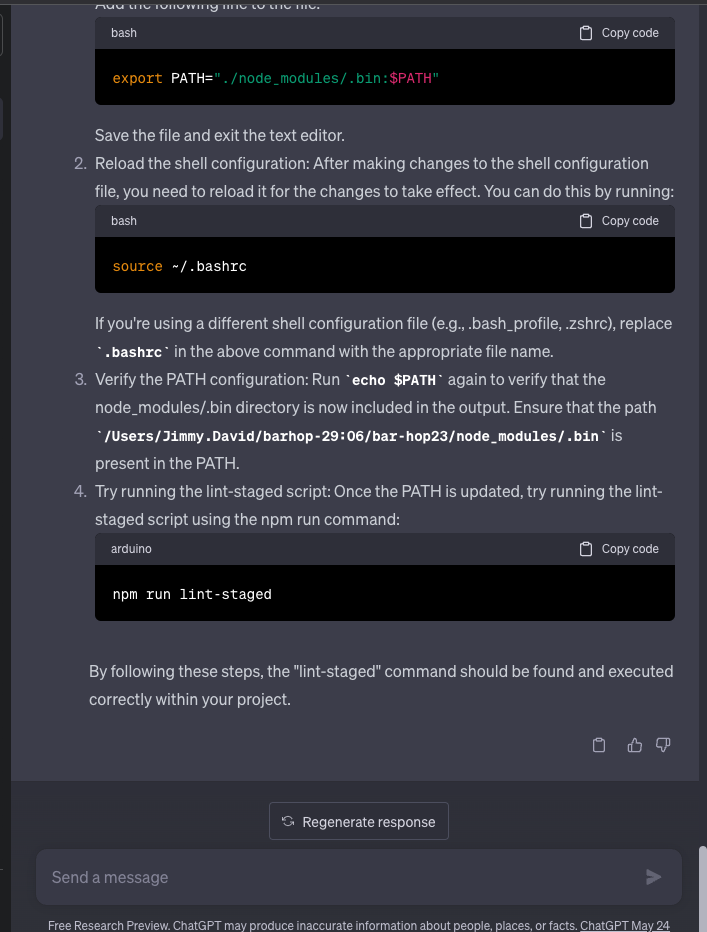 Add the following line to the file:
bash
Copy code
export PATH="./node_modules/.bin:$PATH"
Save the file and exit the text editor.
2. Reload the shell configuration: After making changes to the shell configuration
file, you need to reload it for the changes to take effect. You can do this by running:
bash
Copy code
source ~/.bashrc
If you're using a different shell configuration file (e.g., .bash_profile, .zshrc), replace
`.bashrc` in the above command with the appropriate file name.
3. Verify the PATH configuration: Run `echo $PATH` again to verify that the
node_modules/.bin directory is now included in the output. Ensure that the path
`/Users/Jimmy.David/barhop-29:06/bar-hop23/node_modules/.bin` is
present in the PATH.
4. Try running the lint-staged script: Once the PATH is updated, try running the lint-
staged script using the npm run command:
arduino
Copy code
npm run lint-staged
By following these steps, the "lint-staged" command should be found and executed
correctly within your project.
Regenerate response
Send a message
Free Research Preview. ChatGPT may produce inaccurate information about people, places, or facts. ChatGPT May 24